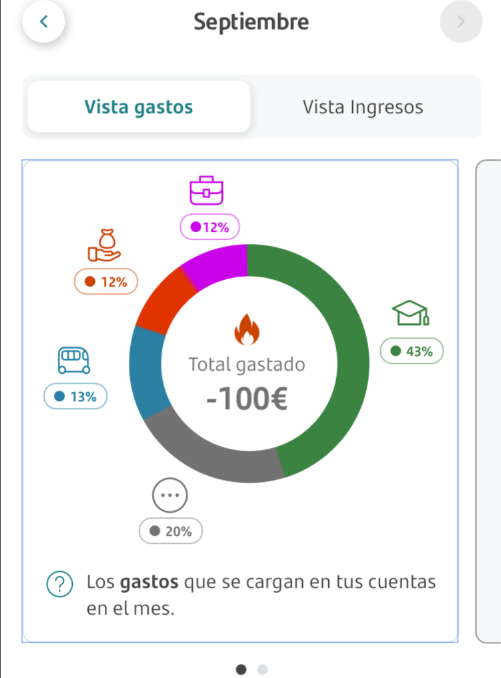 Septiembre
Vista gastos
Vista Ingresos
12%
12%
43%
Total gastado
-100€
13%
20%
Los gastos que se cargan en tus cuentas
en el mes.